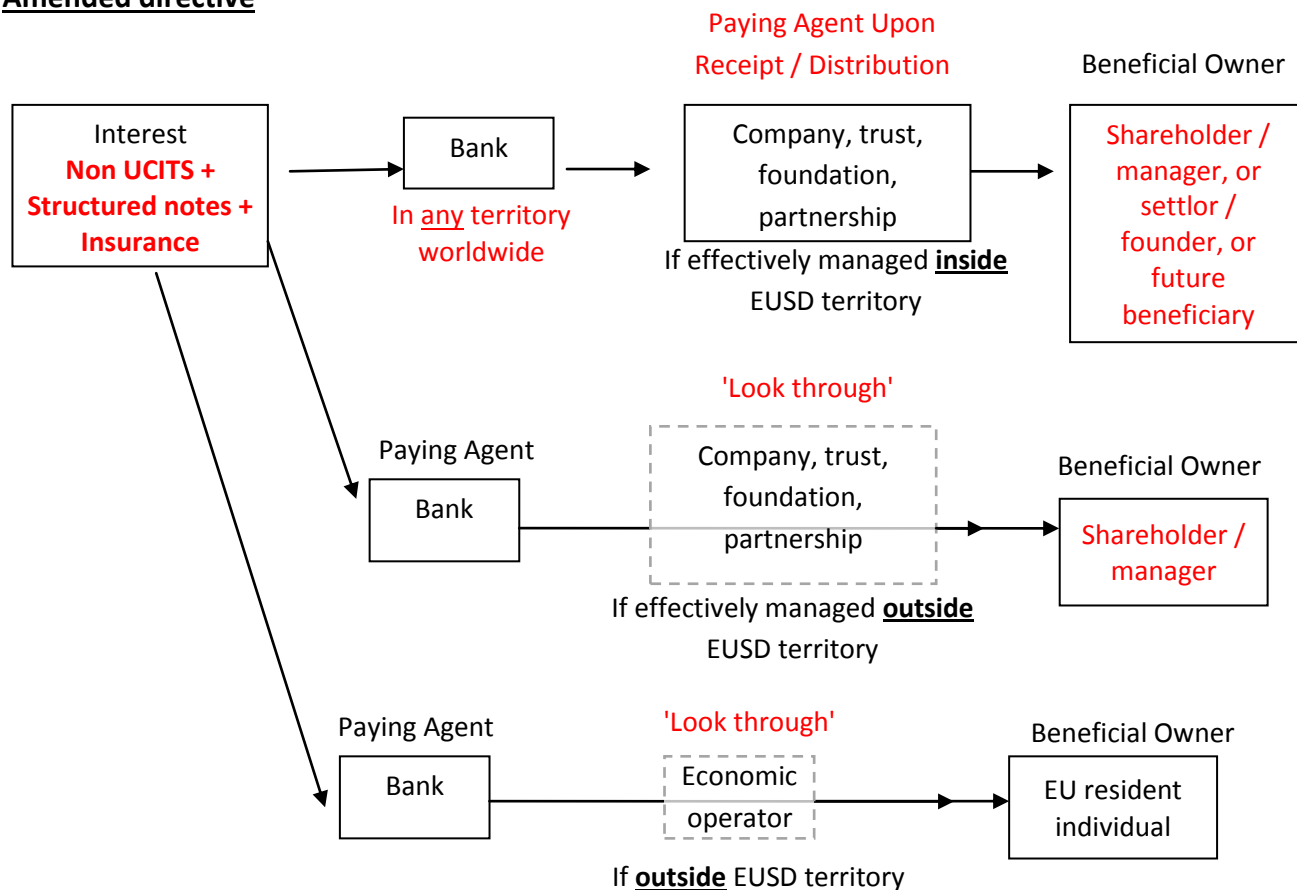 Amended directive
Paying Agent Upon
Receipt / Distribution
Beneficial Owner
Interest
Non UCITS +
Structured notes +
Insurance
Bank
In any territory
worldwide
Company, trust,
foundation,
partnership
If effectively managed inside
EUSD territory
Shareholder /
manager, or
settlor /
founder, or
future
beneficiary
'Look through'
Paying Agent
Bank
Company, trust,
foundation,
partnership
If effectively managed outside
EUSD territory
Beneficial Owner
Shareholder /
manager
Paying Agent
Bank
'Look through'
Economic
operator
If outside EUSD territory
Beneficial Owner
EU resident
individual